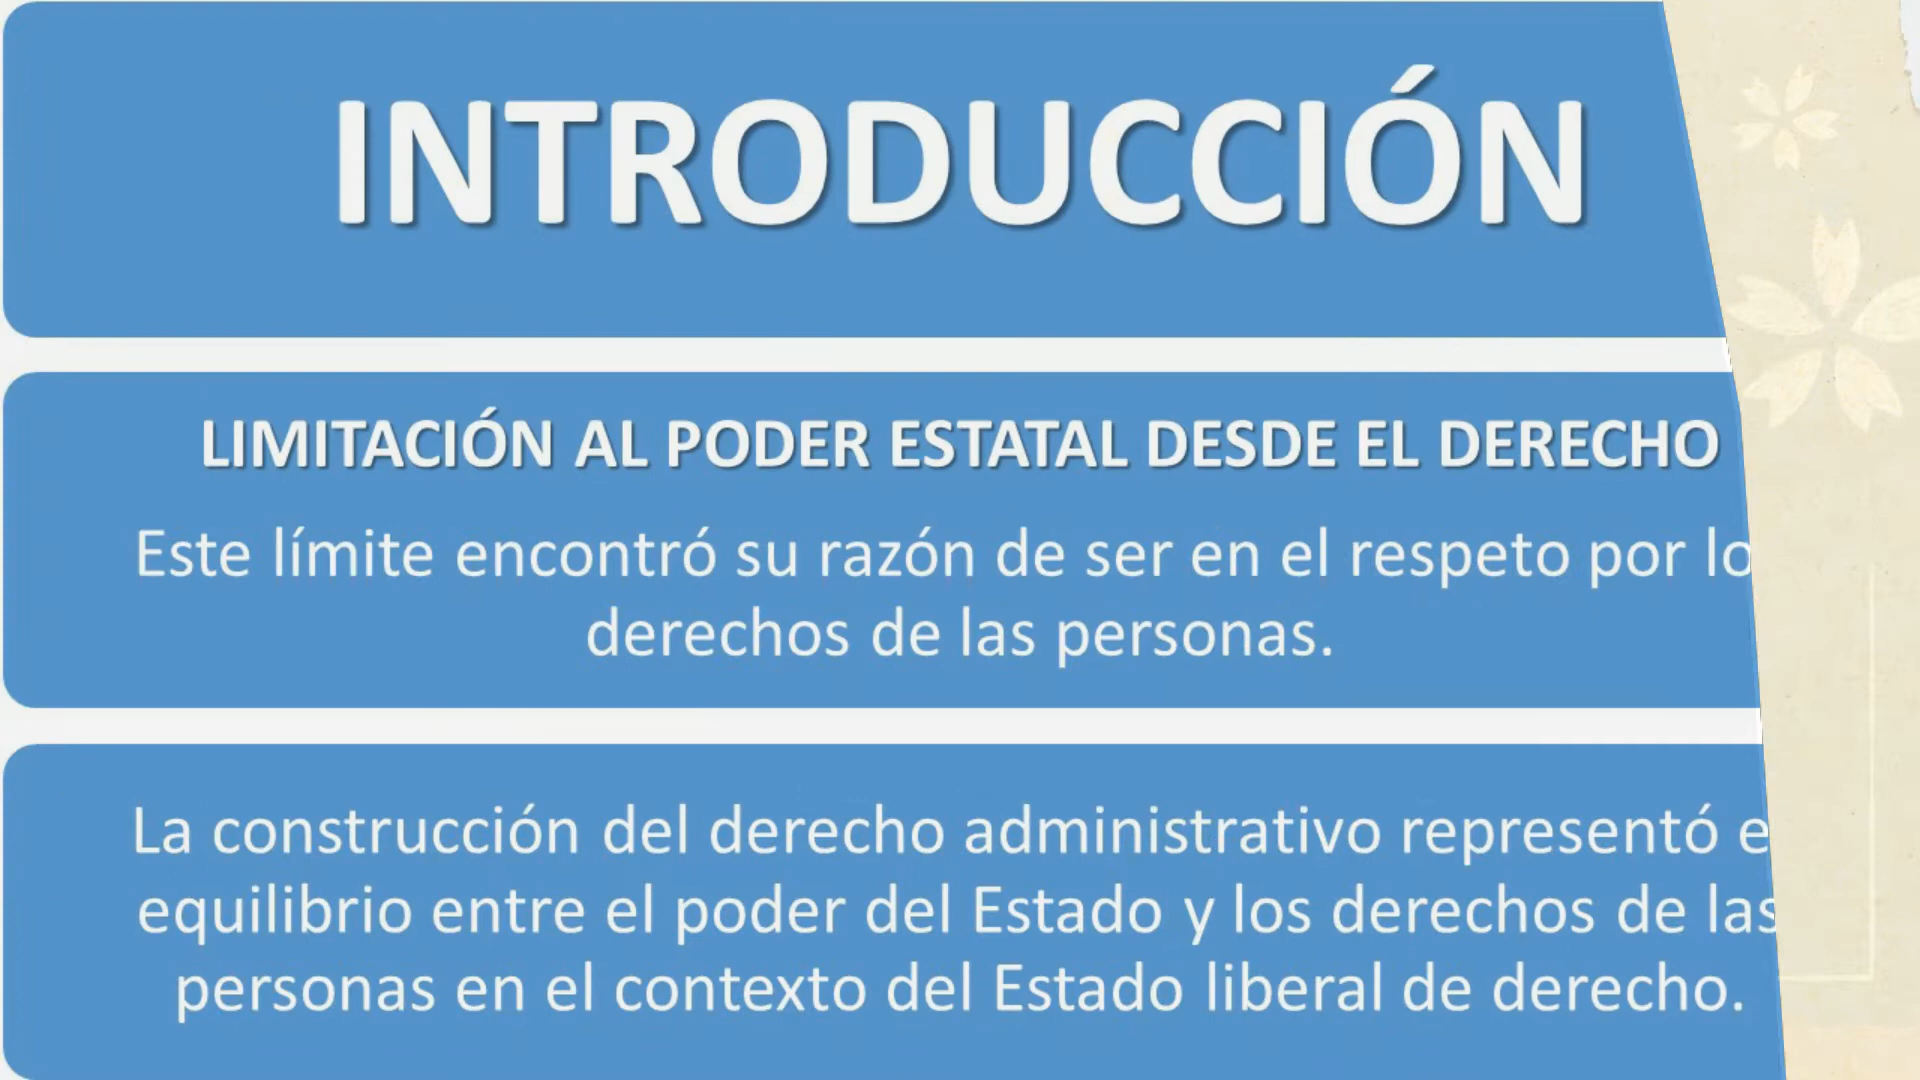 INTRODUCCIÓN
LIMITACIÓN AL PODER ESTATAL DESDE EL DERECHO
Este límite encontró su razón de ser en el respeto por lo
derechos de las personas.
La construcción del derecho administrativo representó e
equilibrio entre el poder del Estado y los derechos de las
personas en el contexto del Estado liberal de derecho.